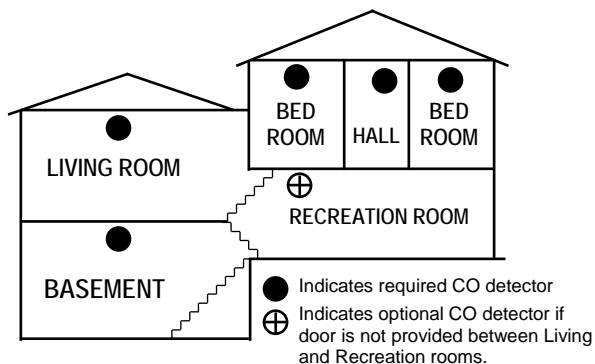 BED
ROOM
HALL
BED
ROOM
LIVING ROOM
RECREATION ROOM
BASEMENT
Indicates required CO detector
Indicates optional CO detector if
door is not provided between Living
and Recreation rooms.